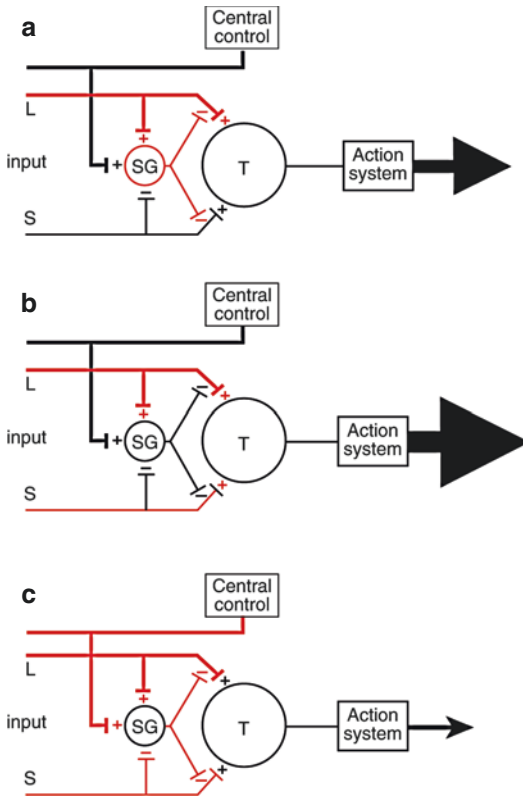 a
Central
control
L
+
+
input
+
SG
T
Action
system
S
+
b
Central
control
L
+
+
input
+
SG
T
Action
system
S
+
c
Central
control
L
+
+
input
+
SG
T
Action
system
S
+